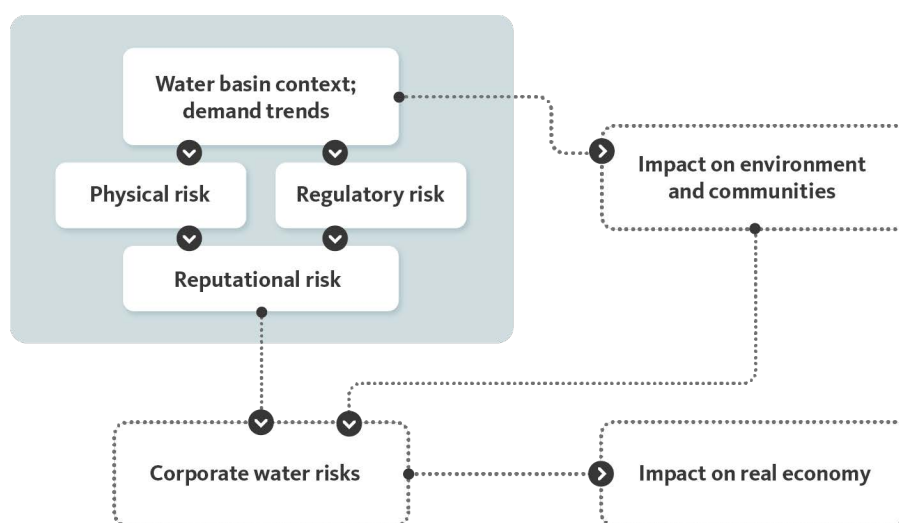 Water basin context;
demand trends
Physical risk
Regulatory risk
Reputational risk
Impact on environment
and communities
Corporate water risks
Impact on real economy